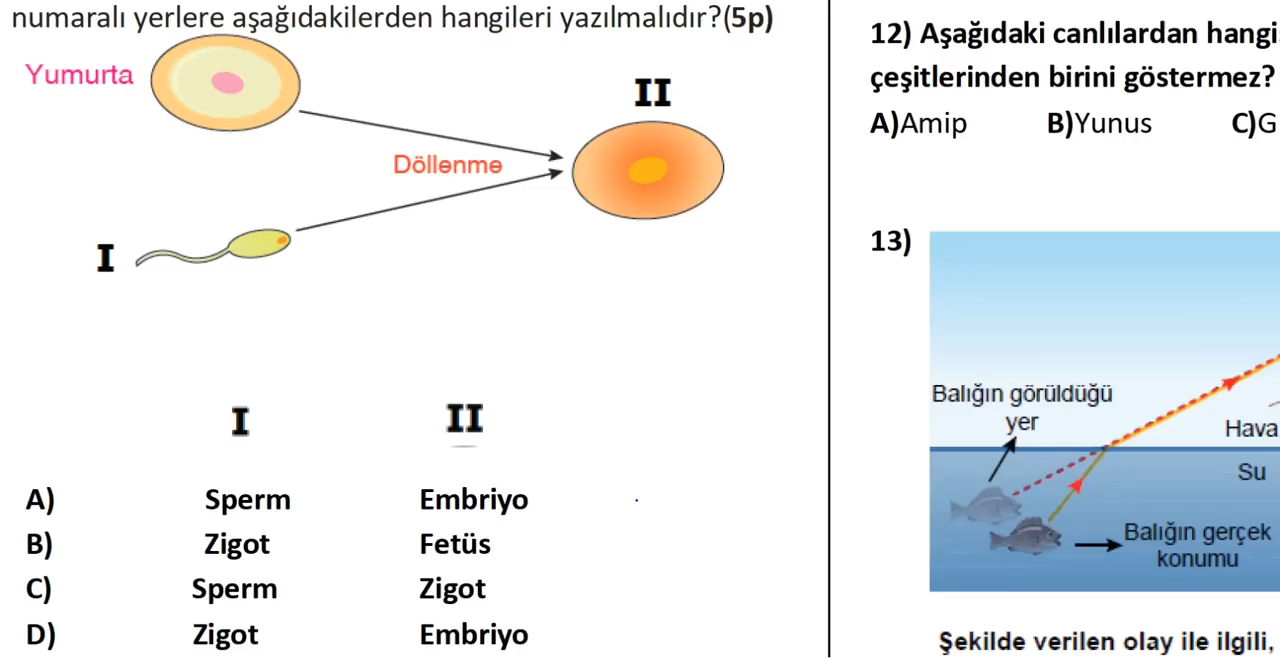 numaralı yerlere aşağıdakilerden hangileri yazılmalıdır?(5p)
Yumurta
II
Döllenme
I
I II
A) Sperm Embriyo
B) Zigot Fetüs
C) Sperm Zigot
D) Zigot Embriyo
12) Aşağıdaki canlılardan
çeşitlerinden birini göstermez?
A)Amip B)Yunus C)G
13)
Balığın görüldüğü
yer
Hava
Su
Balığın gerçek
konumu
Şekilde verilen olay ile ilgili,